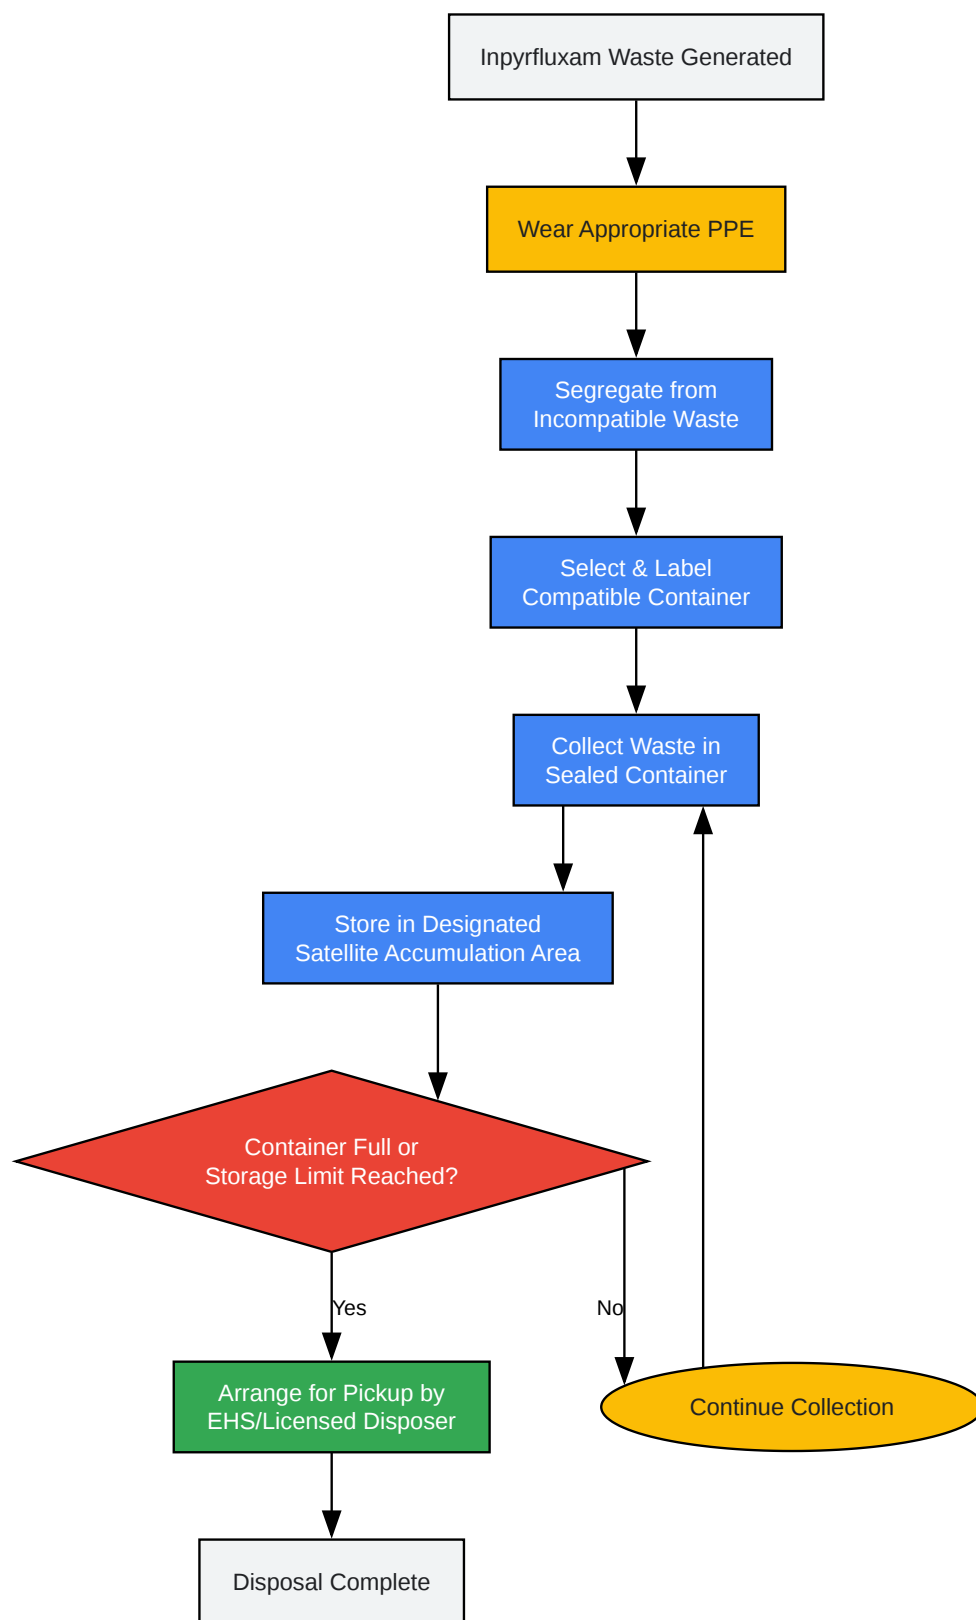 Inpyrfluxam Waste Generated
Wear Appropriate PPE
Segregate from
Incompatible Waste
Select & Label
Compatible Container
Collect Waste in
Sealed Container
Store in Designated
Satellite Accumulation Area
Container Full or
Storage Limit Reached?
Yes
No
Arrange for Pickup by
EHS/Licensed Disposer
Continue Collection
Disposal Complete